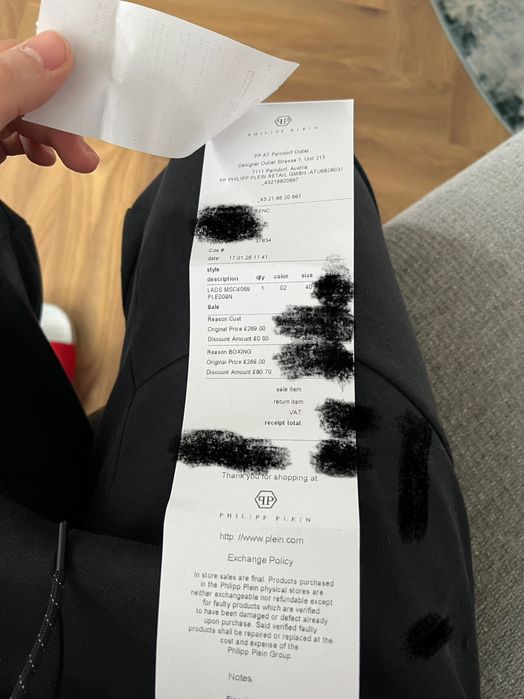 PHILIPP PLEIN
PP AT Parndorf Outlet
Designer Outlet Strasse 1, Unit 213
7111 Parndorf, Austria
PP PHILIPP PLEIN RETAIL GMBH
_43 21 66 20 697
37934
Cde #
date 17.01.26 11:41
style
description qty color size
LADS MSC4069 1 02 40
PLE009N
Sale
Reason Cust
Original Price £269.00
Discount Amount £0.00
Reason BOXING
Original Price £269.00
Discount Amount £80.70
sale item
return item
VAT
receipt total:
Thank you for shopping at
PP
PHILIPP PLEIN
http: //www.plein.com
Exchange Policy
In store sales are final. Products purchased
in the Philipp Plein physical stores are
neither exchangeable nor refundable except
for faulty products which are verified
to have been damaged or defect already
upon purchase. Said verified faulty
products shall be repaired or replaced at the
cost and expense of the
Philipp Plein Group.
Notes: